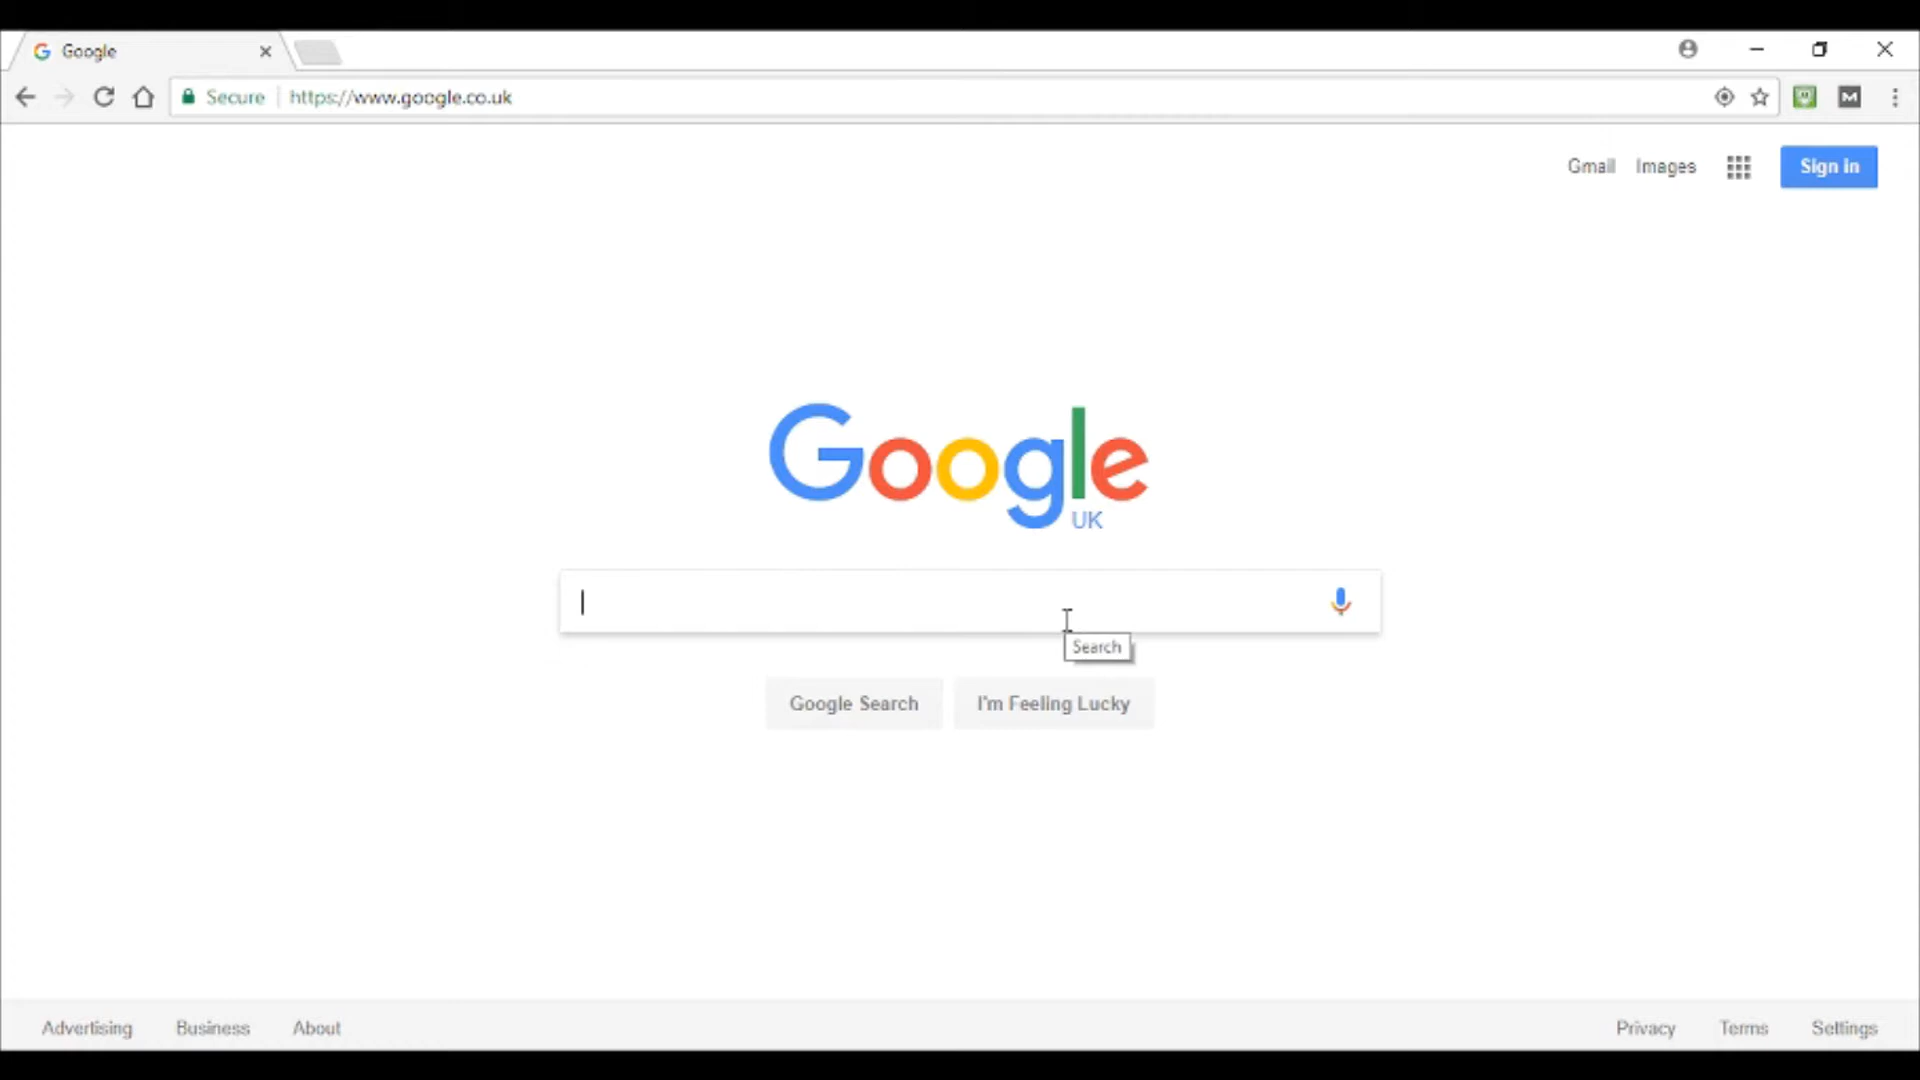 Google
Secure https://www.google.co.uk
Gmail Images Sign in
Google
UK
Search
Google Search I'm Feeling Lucky
Advertising Business About Privacy Terms Settings